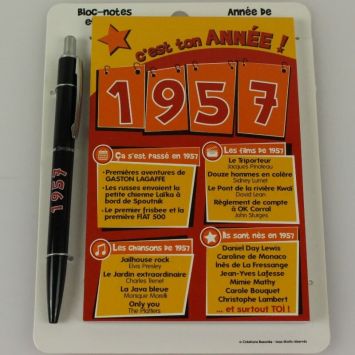 Bloc-notes
Année de
c'est ton ANNÉE !
1957
1957
Ça s'est passé en 1957
•Premières aventures de
GASTON LAGAFFE
•Les russes envoient la
petite chienne Laïka à
bord de Spoutnik
•Le premier frisbee et la
première FIAT 500
Les films de 1957
Le Triporteur
Jacques Pinoteau
Douze hommes en colère
Sidney Lumet
Le Pont de la rivière Kwaï
David Lean
Règlement de compte
à OK Corral
John Sturges
Les chansons de 1957
Jailhouse rock
Elvis Presley
Le Jardin extraordinaire
Charles Trenet
La Java bleue
Monique Morelli
Only you
The Platters
Ils sont nés en 1957
Daniel Day Lewis
Caroline de Monaco
Inès de La Fressange
Jean-Yves Lafesse
Mimie Mathy
Carole Bouquet
Christophe Lambert
... et surtout TOI !